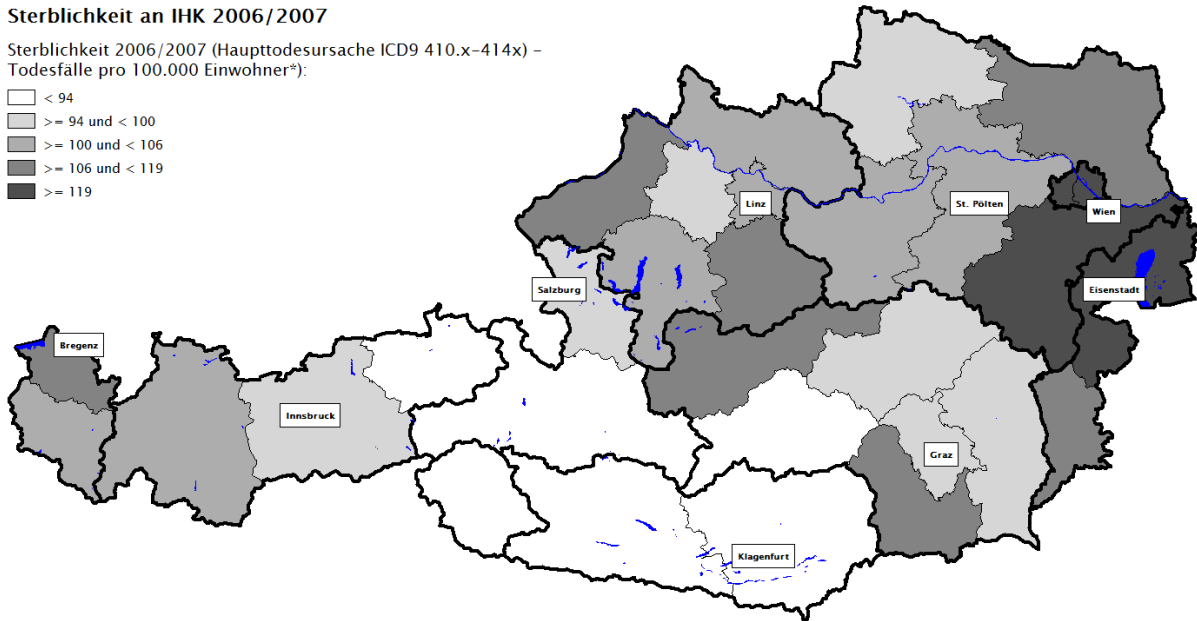 Sterblichkeit an IHK 2006/2007
Sterblichkeit 2006/2007 (Haupttodesursache ICD9 410.x-414x) –
Todesfälle pro 100.000 Einwohner*):
< 94
>= 94 und < 100
>= 100 und < 106
>= 106 und < 119
>= 119
Linz
St. Pölten
Wien
Salzburg
Eisenstadt
Bregenz
Innsbruck
Graz
Klagenfurt